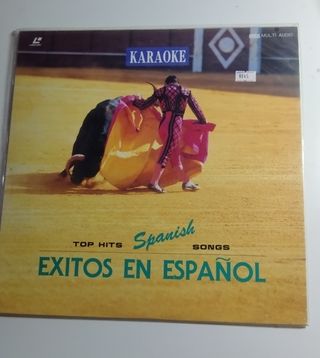 KARAOKE
MULTI AUDIO
TOP HITS Spanish SONGS
EXITOS EN ESPAÑOL